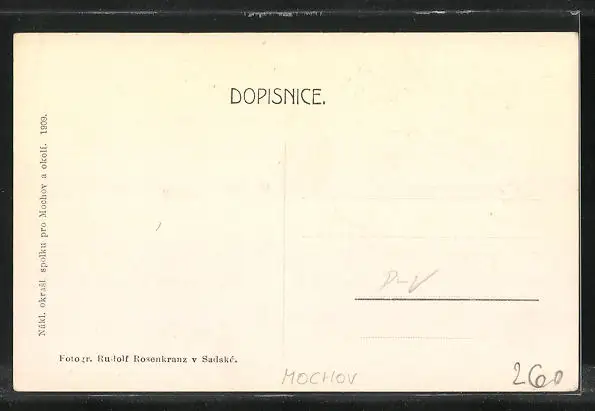 DOPISNICE.
Nákl. okrašl spolku pro Mochov a okolí. 1909.
Fotogr. Rudolf Rosenkranz v Sadské.
MOCHOV
260